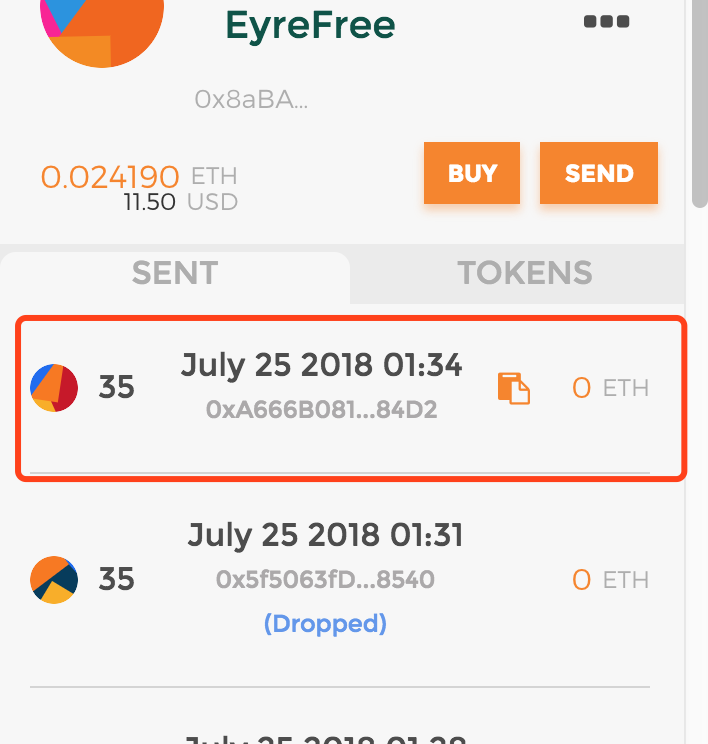 EyreFree
0x8aBA...
0.024190 ETH
11.50 USD
BUY
SEND
SENT
TOKENS
35
July 25 2018 01:34
0xA666B081...84D2
0 ETH
35
July 25 2018 01:31
0x5f5063fD...8540
(Dropped)
0 ETH